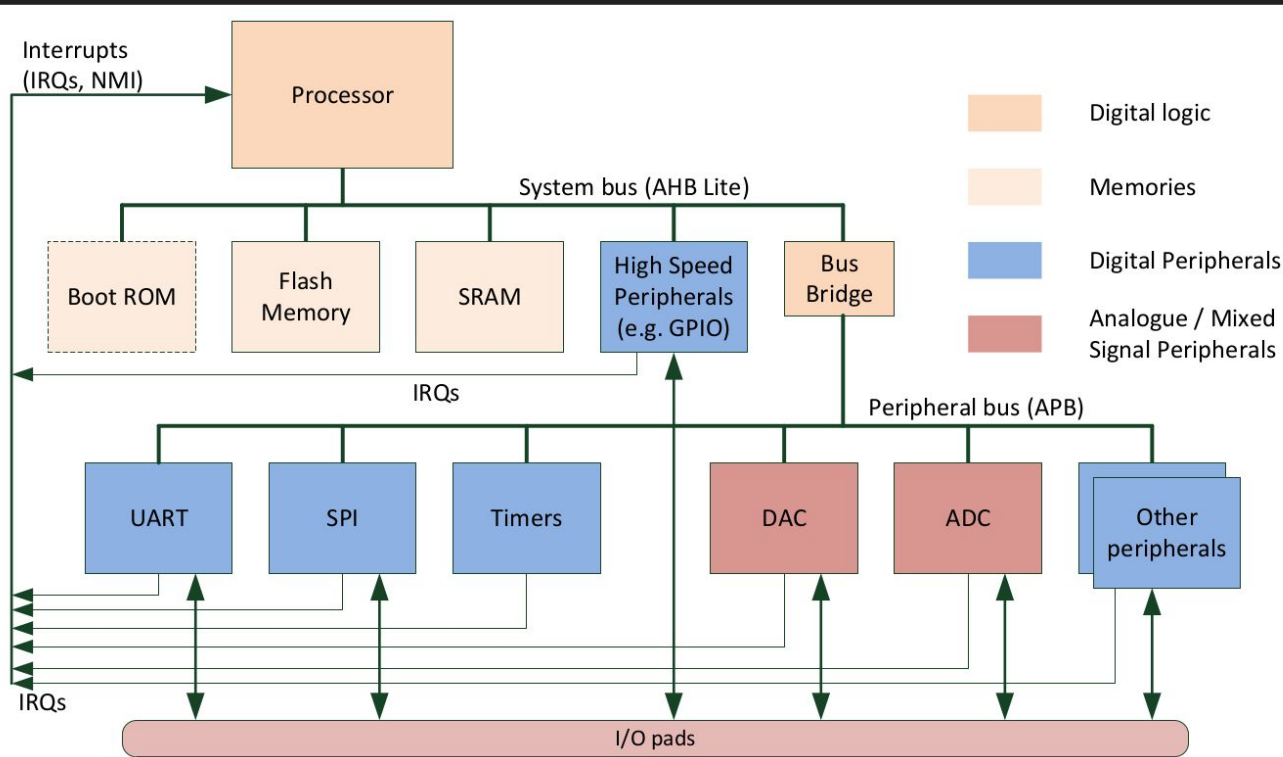 Interrupts
(IRQs, NMI)
Processor
Digital logic
System bus (AHB Lite)
Memories
Boot ROM
Flash
Memory
SRAM
High Speed
Peripherals
(e.g. GPIO)
Bus
Bridge
Digital Peripherals
Analogue / Mixed
Signal Peripherals
IRQs
Peripheral bus (APB)
UART
SPI
Timers
DAC
ADC
Other
peripherals
IRQs
I/O pads